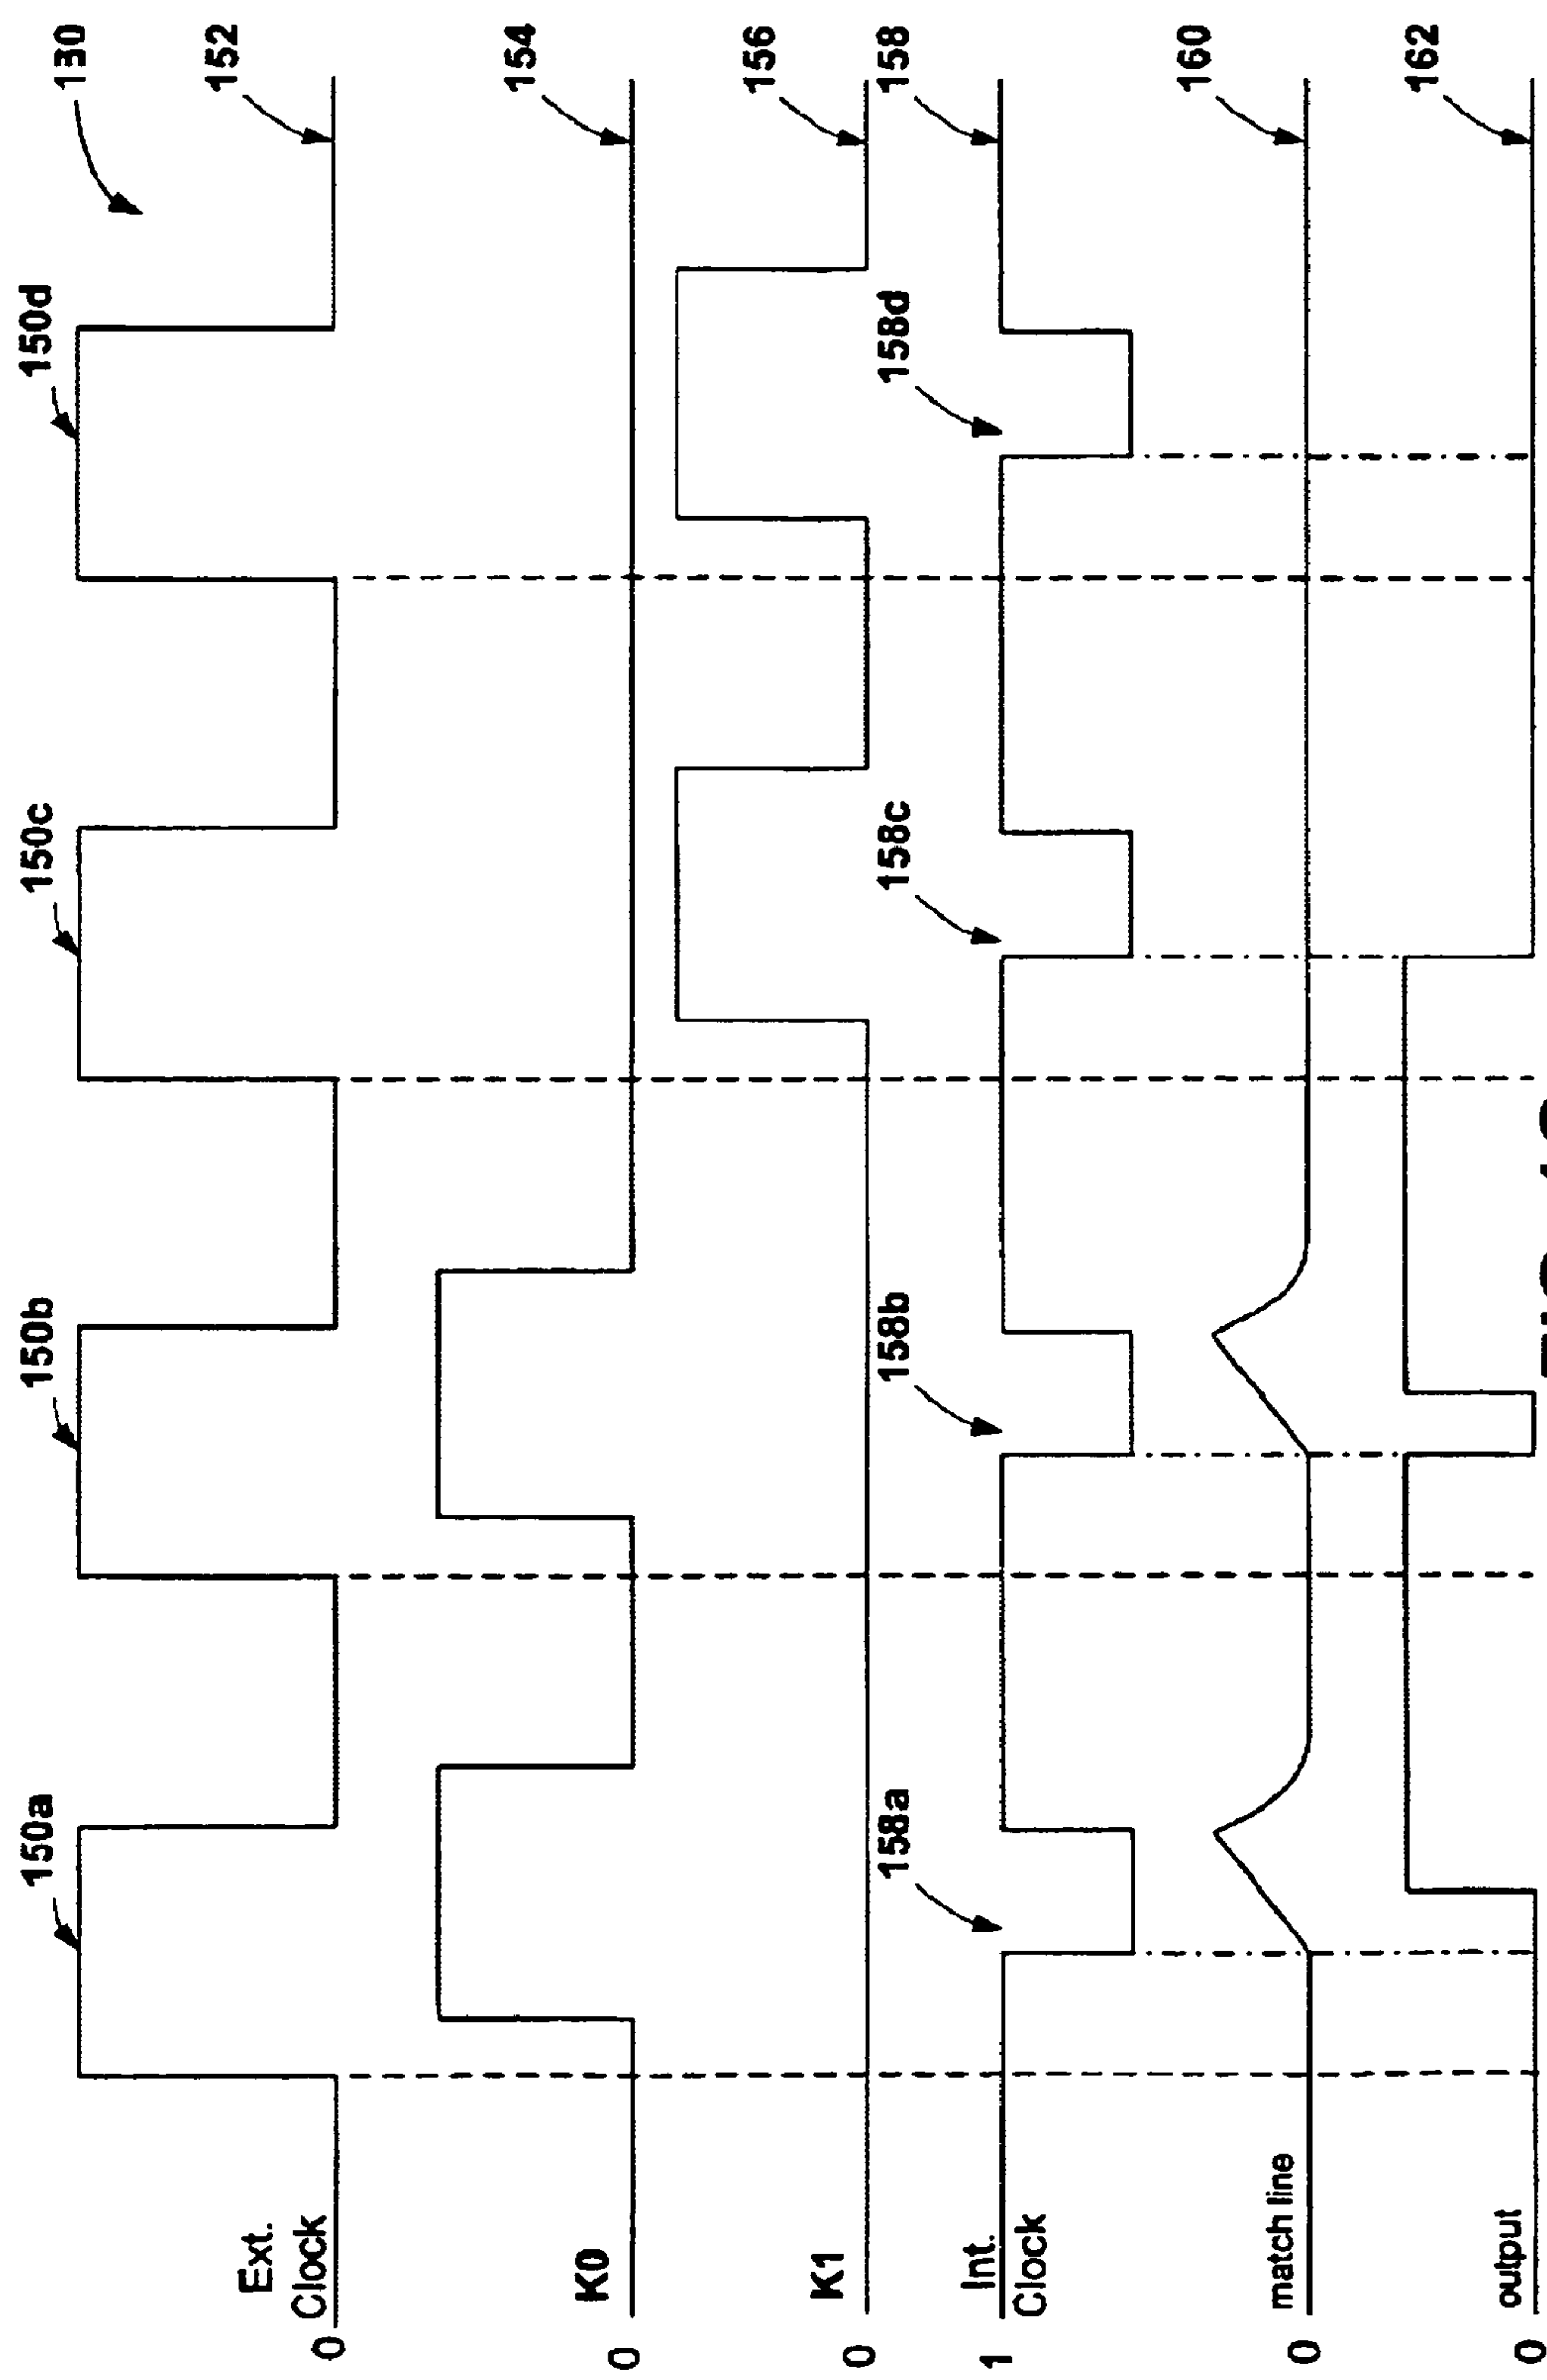 130
150a
150b
150c
150d
152
Ext.
Clock
0
154
K0
0
156
K1
0
158
158a
158b
158c
158d
Int.
Clock
1
160
match line
0
162
output
0